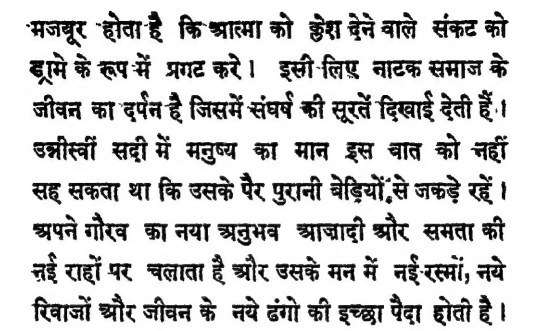 मजबूर होता है कि आत्मा को क्लेश देने वाले संकट को
ड्रामे के रूप में प्रगट करे । इसी लिए नाटक समाज के
जीवन का दर्पन है जिसमें संघर्ष की सूरतें दिखाई देती हैं ।
उन्नीस्वीं सदी में मनुष्य का मान इस बात को नहीं
सह सकता था कि उसके पैर पुरानी बेड़ियों से जकड़े रहें ।
अपने गौरव का नया अनुभव आज़ादी और समता की
नई राहों पर चलाता है और उसके मन में नई रस्मों, नये
रिवाजों और जीवन के नये ढंगो की इच्छा पैदा होती है ।